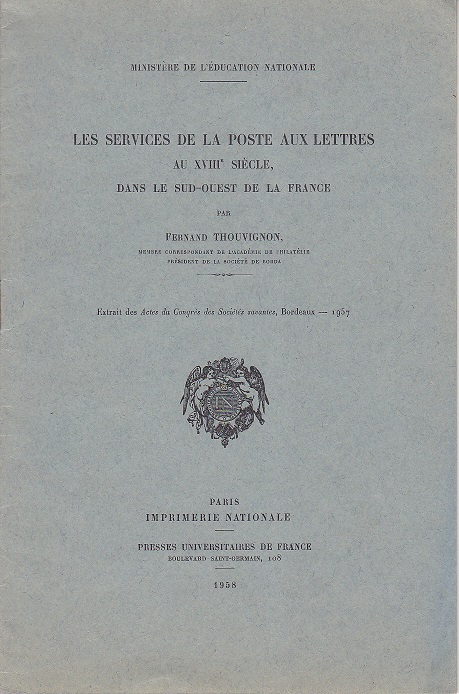 MINISTÈRE DE L'ÉDUCATION NATIONALE
LES SERVICES DE LA POSTE AUX LETTRES
AU XVIIIᵉ SIÈCLE,
DANS LE SUD-OUEST DE LA FRANCE
PAR
FERNAND THOUVIGNON,
MEMBRE CORRESPONDANT DE L'ACADÉMIE DE PHILATÉLIE
PRÉSIDENT DE LA SOCIÉTÉ DE BORDA
Extrait des Actes du Congrès des Sociétés savantes, Bordeaux — 1957
PARIS
IMPRIMERIE NATIONALE
PRESSES UNIVERSITAIRES DE FRANCE
BOULEVARD SAINT-GERMAIN, 108
1958